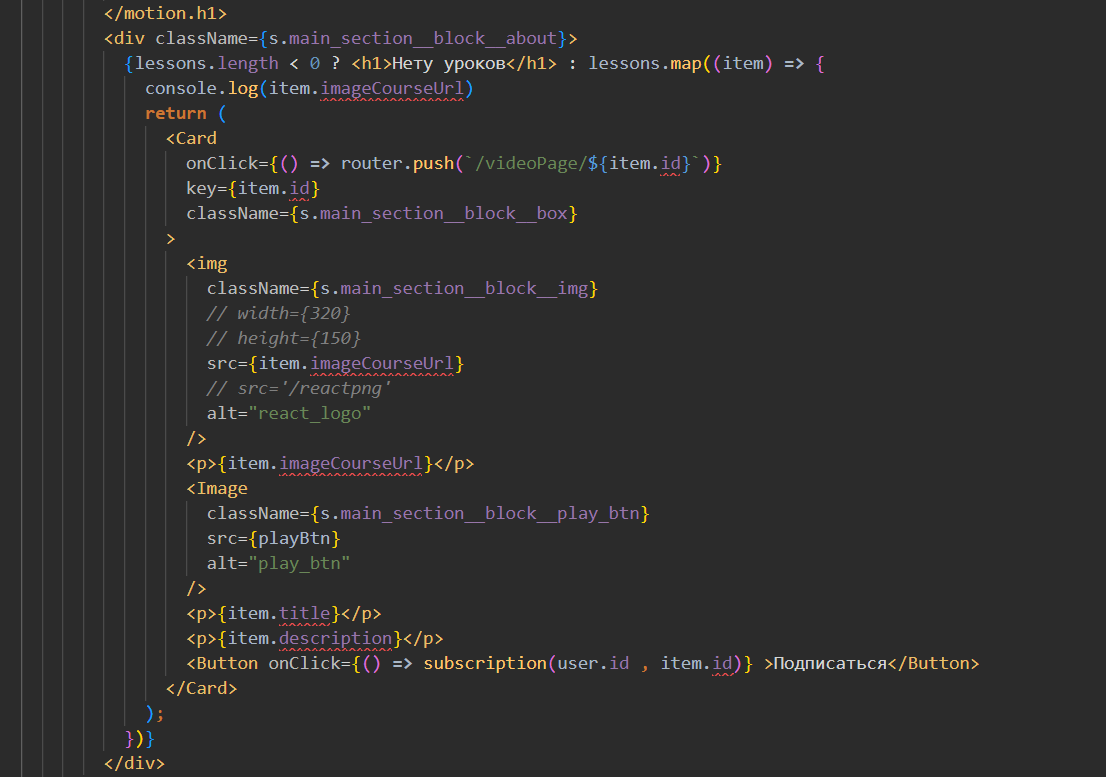 </motion.h1>
<div className={s.main_section__block__about}>
{lessons.length < 0 ? <h1>Нету уроков</h1> : lessons.map((item) => {
console.log(item.imageCourseUrl)
return (
<Card
onClick={() => router.push(`/videoPage/${item.id}`)}
key={item.id}
className={s.main_section__block__box}
>
<img
className={s.main_section__block__img}
// width={320}
// height={150}
src={item.imageCourseUrl}
// src='/reactpng'
alt="react_logo"
/>
<p>{item.imageCourseUrl}</p>
<Image
className={s.main_section__block__play_btn}
src={playBtn}
alt="play_btn"
/>
<p>{item.title}</p>
<p>{item.description}</p>
<Button onClick={() => subscription(user.id , item.id)} >Подписаться</Button>
</Card>
);
})}
</div>